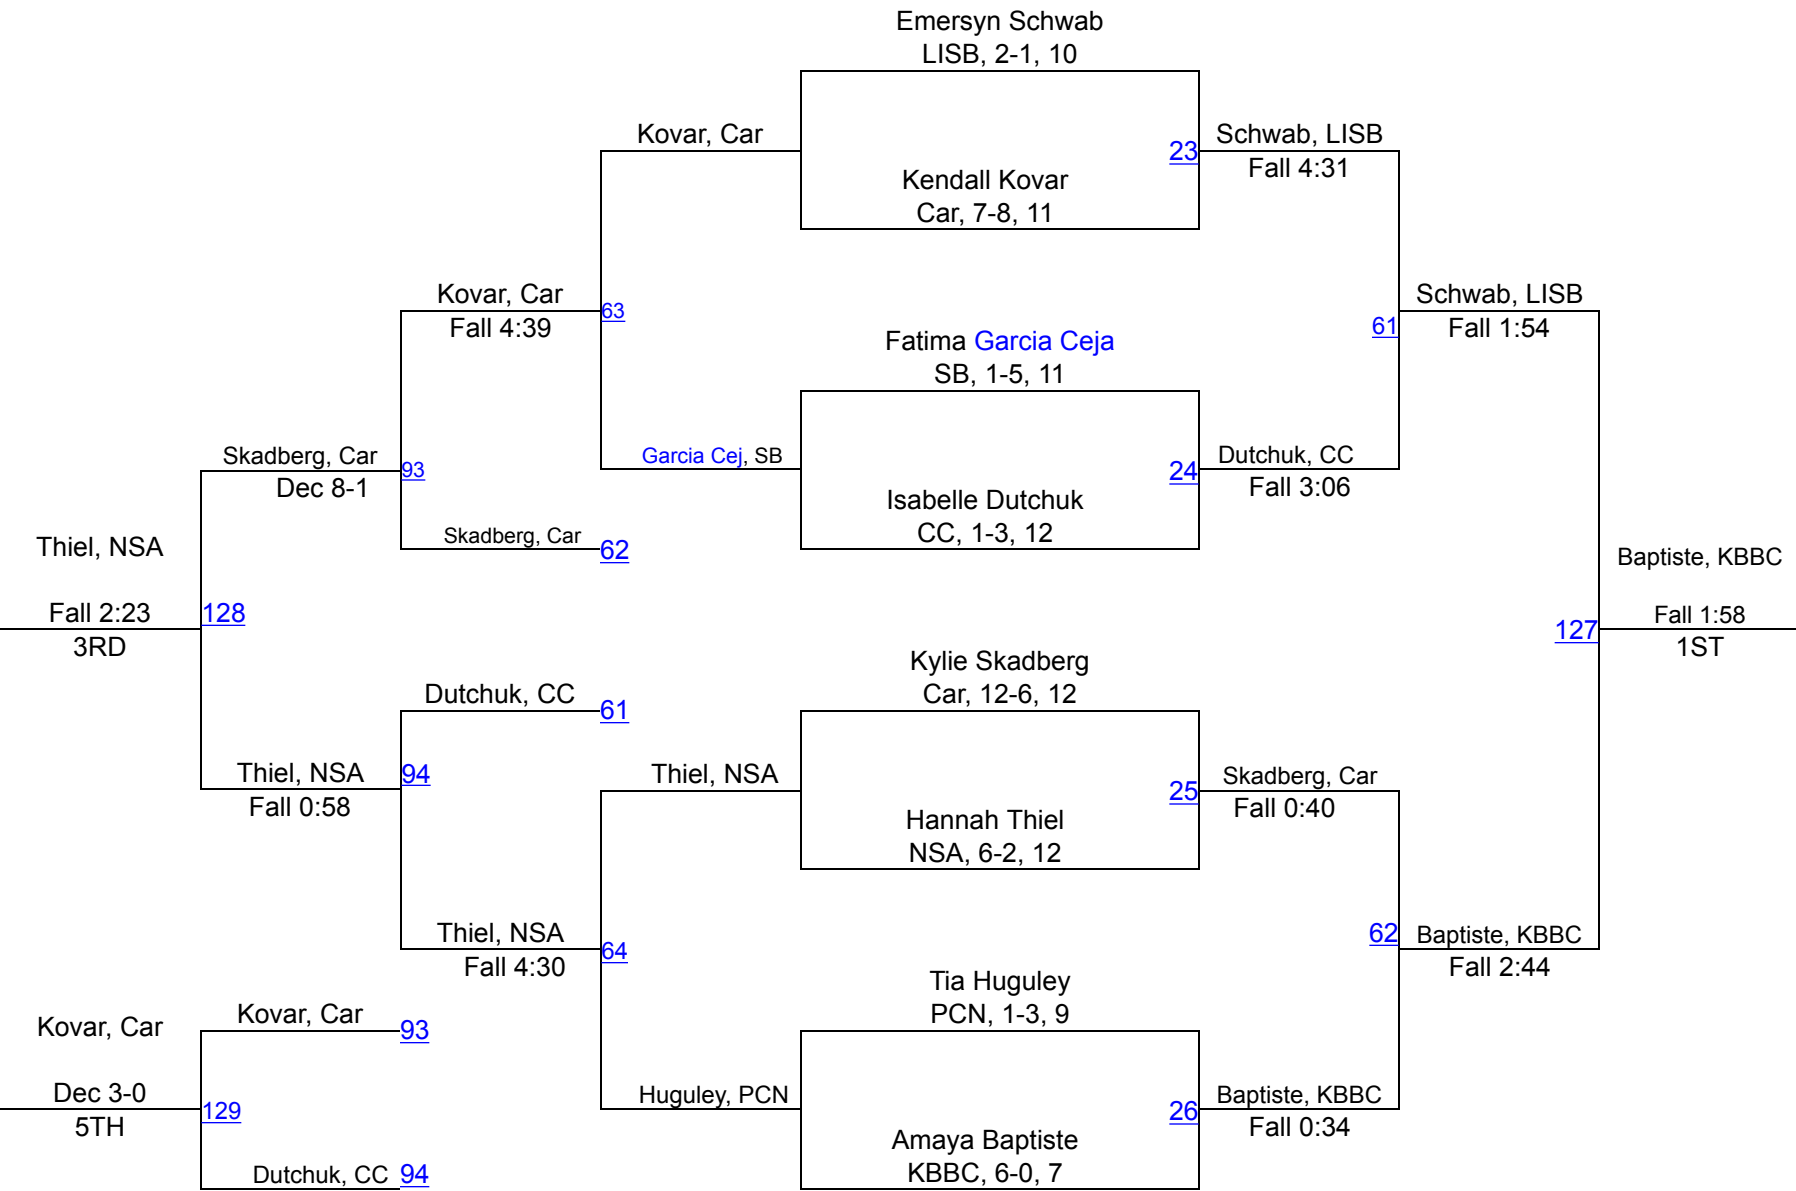 Emersyn Schwab
LISB, 2-1, 10
Kovar, Car
23
Schwab, LISB
Fall 4:31
Kendall Kovar
Car, 7-8, 11
Kovar, Car
Fall 4:39
63
Schwab, LISB
61
Fall 1:54
Fatima Garcia Ceja
SB, 1-5, 11
Skadberg, Car
Dec 8-1
93
Garcia Cej, SB
24
Dutchuk, CC
Fall 3:06
Isabelle Dutchuk
CC, 1-3, 12
Skadberg, Car
62
Thiel, NSA
Fall 2:23
3RD
128
Baptiste, KBBC
127
Fall 1:58
1ST
Kylie Skadberg
Car, 12-6, 12
Dutchuk, CC
61
Thiel, NSA
Fall 0:58
94
Thiel, NSA
25
Skadberg, Car
Fall 0:40
Hannah Thiel
NSA, 6-2, 12
Thiel, NSA
Fall 4:30
64
62
Baptiste, KBBC
Fall 2:44
Tia Huguley
PCN, 1-3, 9
Kovar, Car
Kovar, Car
93
Dec 3-0
5TH
129
Huguley, PCN
26
Baptiste, KBBC
Fall 0:34
Amaya Baptiste
KBBC, 6-0, 7
Dutchuk, CC
94